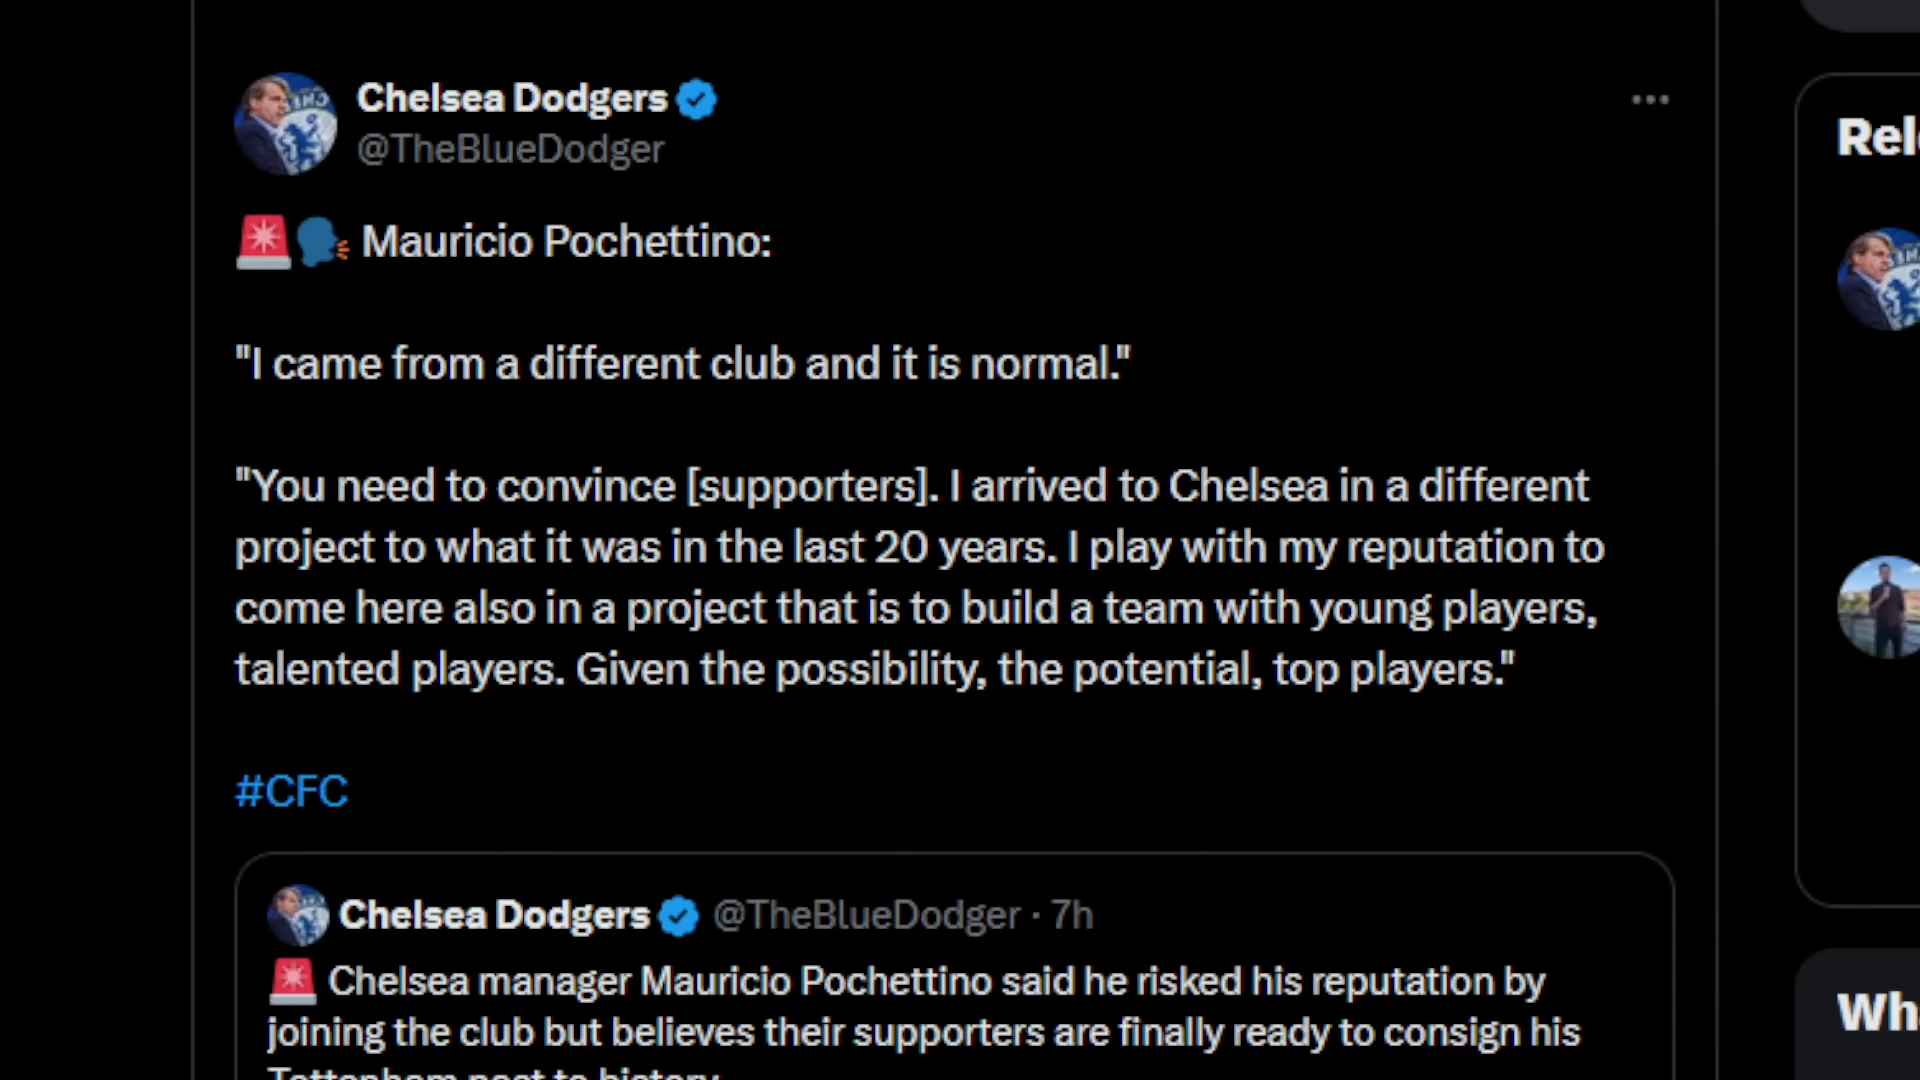 Chelsea Dodgers
@TheBlueDodger
Mauricio Pochettino:
"I came from a different club and it is normal."
"You need to convince [supporters]. I arrived to Chelsea in a different
project to what it was in the last 20 years. I play with my reputation to
come here also in a project that is to build a team with young players,
talented players. Given the possibility, the potential, top players."
#CFC
Chelsea Dodgers @TheBlueDodger · 7h
Chelsea manager Mauricio Pochettino said he risked his reputation by
joining the club but believes their supporters are finally ready to consign his
Tottenham past to history.
Rel
Wh